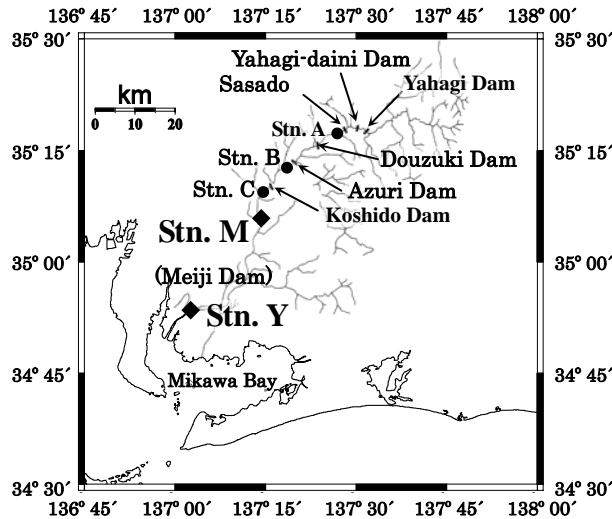 136° 45´ 137° 00´ 137° 15´ 137° 30´ 137° 45´ 138° 00´
35° 30´ 35° 30´
Yahagi-daini Dam
Sasado
Yahagi Dam
km
0 10 20
Stn. A
35° 15´ 35° 15´
Stn. B
Douzuki Dam
Stn. C
Azuri Dam
Koshido Dam
Stn. M
35° 00´ 35° 00´
(Meiji Dam)
Stn. Y
34° 45´ 34° 45´
Mikawa Bay
34° 30´ 34° 30´
136° 45´ 137° 00´ 137° 15´ 137° 30´ 137° 45´ 138° 00´